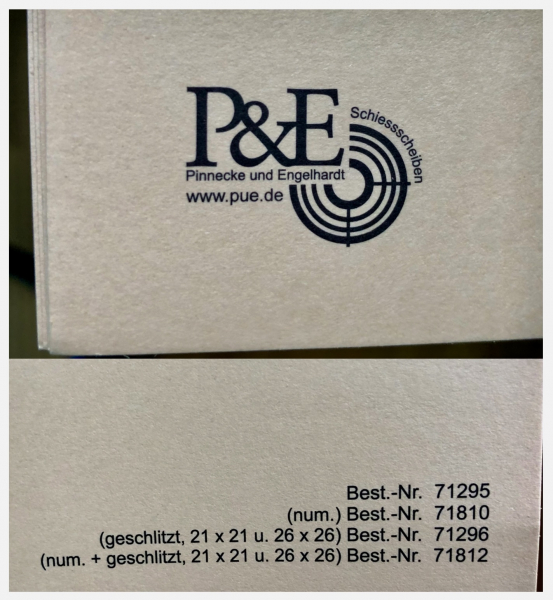 P&E
Schiessscheiben
Pinnecke und Engelhardt
www.pue.de
Best.-Nr. 71295
(num.) Best.-Nr. 71810
(geschlitzt, 21 x 21 u. 26 x 26) Best.-Nr. 71296
(num. + geschlitzt, 21 x 21 u. 26 x 26) Best.-Nr. 71812